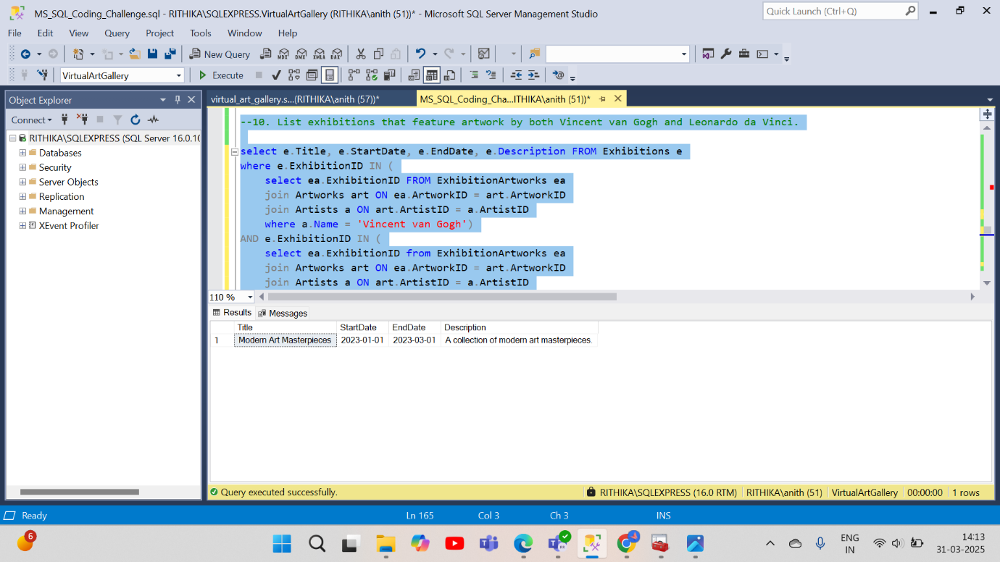 MS_SQL_Coding_Challenge.sql - RITHIKA\SQLEXPRESS.VirtualArtGallery (RITHIKA\anith (51))* - Microsoft SQL Server Management Studio
Quick Launch (Ctrl+Q)
File Edit View Query Project Tools Window Help
New Query
MDX DMX XMLA DAX
VirtualArtGallery
Execute
Object Explorer
virtual_art_gallery.s...(RITHIKA\anith (57))*
MS_SQL_Coding_Cha...ITHIKA\anith (51))*
Connect
RITHIKA\SQLEXPRESS (SQL Server 16.0.10
Databases
Security
Server Objects
Replication
Management
XEvent Profiler
--10. List exhibitions that feature artwork by both Vincent van Gogh and Leonardo da Vinci.
select e.Title, e.StartDate, e.EndDate, e.Description FROM Exhibitions e
where e.ExhibitionID IN (
select ea.ExhibitionID FROM ExhibitionArtworks ea
join Artworks art ON ea.ArtworkID = art.ArtworkID
join Artists a ON art.ArtistID = a.ArtistID
where a.Name = 'Vincent van Gogh')
AND e.ExhibitionID IN (
select ea.ExhibitionID from ExhibitionArtworks ea
join Artworks art ON ea.ArtworkID = art.ArtworkID
join Artists a ON art.ArtistID = a.ArtistID
110 %
Results Messages
Title StartDate EndDate Description
1 Modern Art Masterpieces 2023-01-01 2023-03-01 A collection of modern art masterpieces.
Query executed successfully.
RITHIKA\SQLEXPRESS (16.0 RTM) RITHIKA\anith (51) VirtualArtGallery 00:00:00 1 rows
Ready Ln 165 Col 3 Ch 3 INS
6
ENG
IN
14:13
31-03-2025